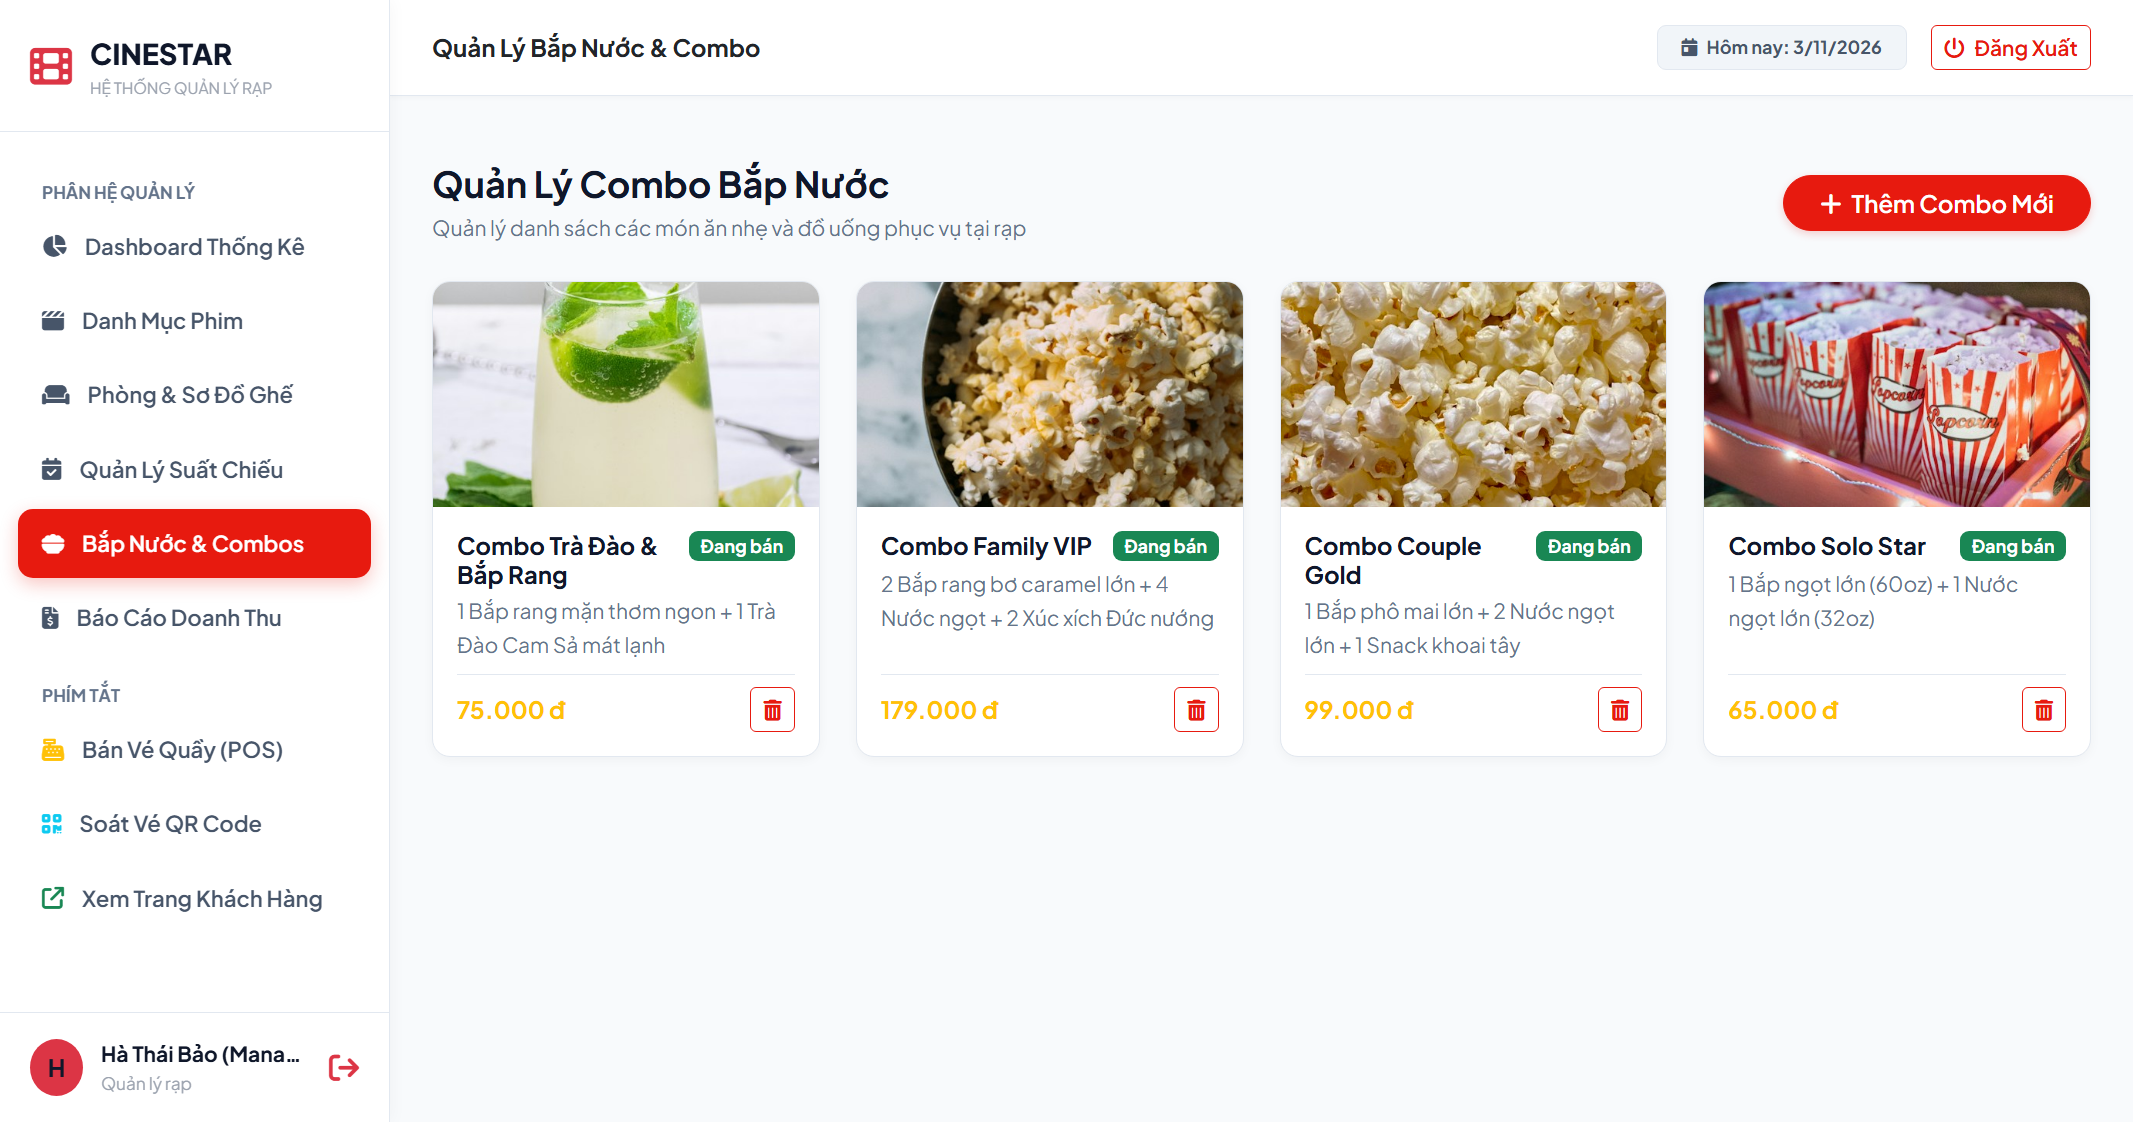 CINESTAR
HỆ THỐNG QUẢN LÝ RẠP
PHÂN HỆ QUẢN LÝ
Dashboard Thống Kê
Danh Mục Phim
Phòng & Sơ Đồ Ghế
Quản Lý Suất Chiếu
Bắp Nước & Combos
Báo Cáo Doanh Thu
PHÍM TẮT
Bán Vé Quầy (POS)
Soát Vé QR Code
Xem Trang Khách Hàng
H
Hà Thái Bảo (Mana...
Quản lý rạp
Quản Lý Bắp Nước & Combo
Hôm nay: 3/11/2026
Đăng Xuất
Quản Lý Combo Bắp Nước
Quản lý danh sách các món ăn nhẹ và đồ uống phục vụ tại rạp
+ Thêm Combo Mới
Combo Trà Đào &
Bắp Rang
Đang bán
1 Bắp rang mặn thơm ngon + 1 Trà
Đào Cam Sả mát lạnh
75.000 đ
Combo Family VIP
Đang bán
2 Bắp rang bơ caramel lớn + 4
Nước ngọt + 2 Xúc xích Đức nướng
179.000 đ
Combo Couple
Gold
Đang bán
1 Bắp phô mai lớn + 2 Nước ngọt
lớn + 1 Snack khoai tây
99.000 đ
Popcorn
Popcorn
Popcorn
Combo Solo Star
Đang bán
1 Bắp ngọt lớn (60oz) + 1 Nước
ngọt lớn (32oz)
65.000 đ